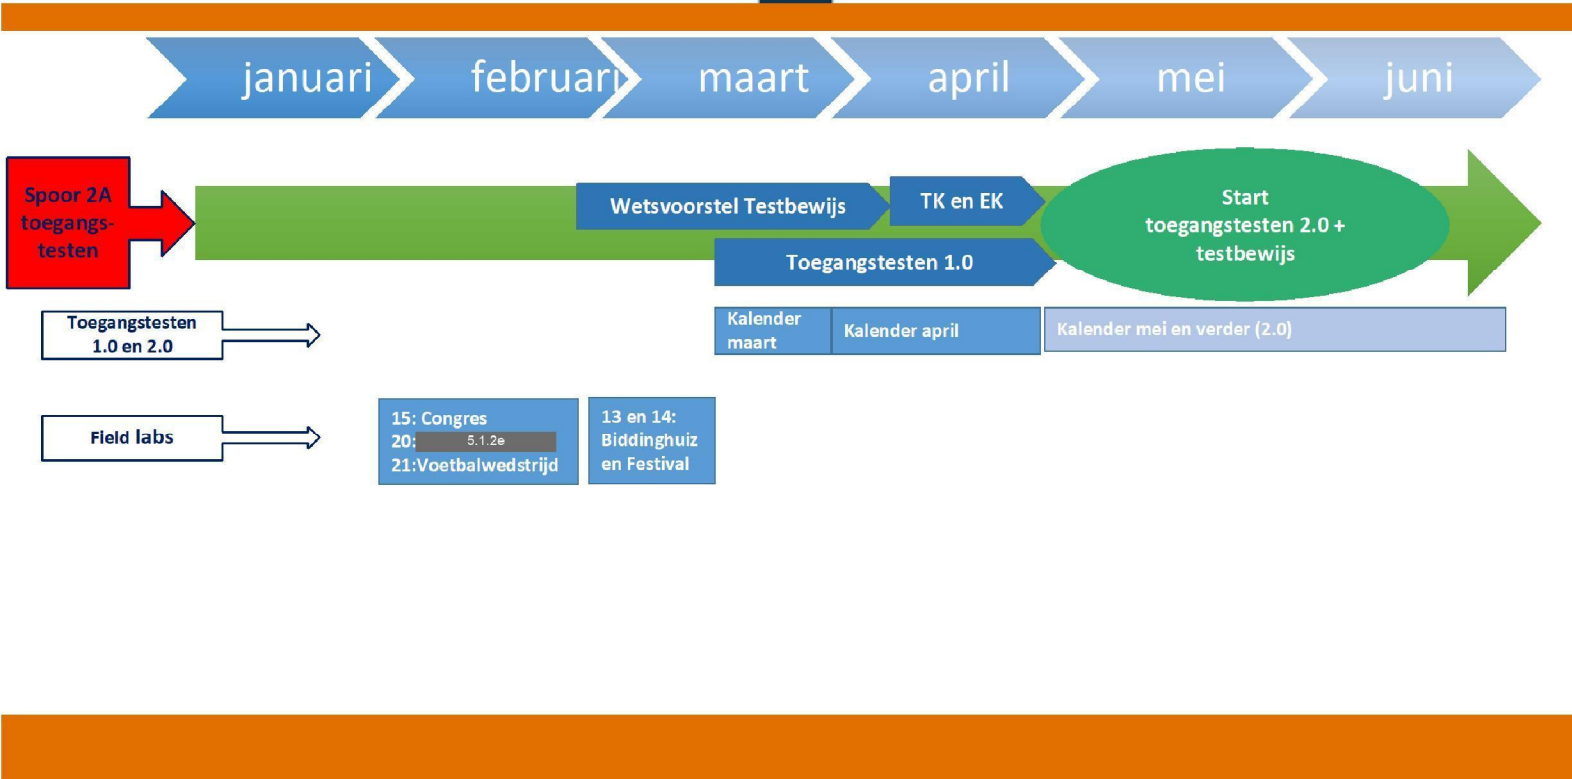 januari
februari
maart
april
mei
juni
Spoor 2A
toegangs-
testen
Wetsvoorstel Testbewijs
TK en EK
Toegangstesten 1.0
Start
toegangstesten 2.0 +
testbewijs
Toegangstesten
1.0 en 2.0
Kalender
maart
Kalender april
Kalender mei en verder (2.0)
Field labs
15: Congres
20: 5.1.2e
21:Voetbalwedstrijd
13 en 14:
Biddinghuiz
en Festival